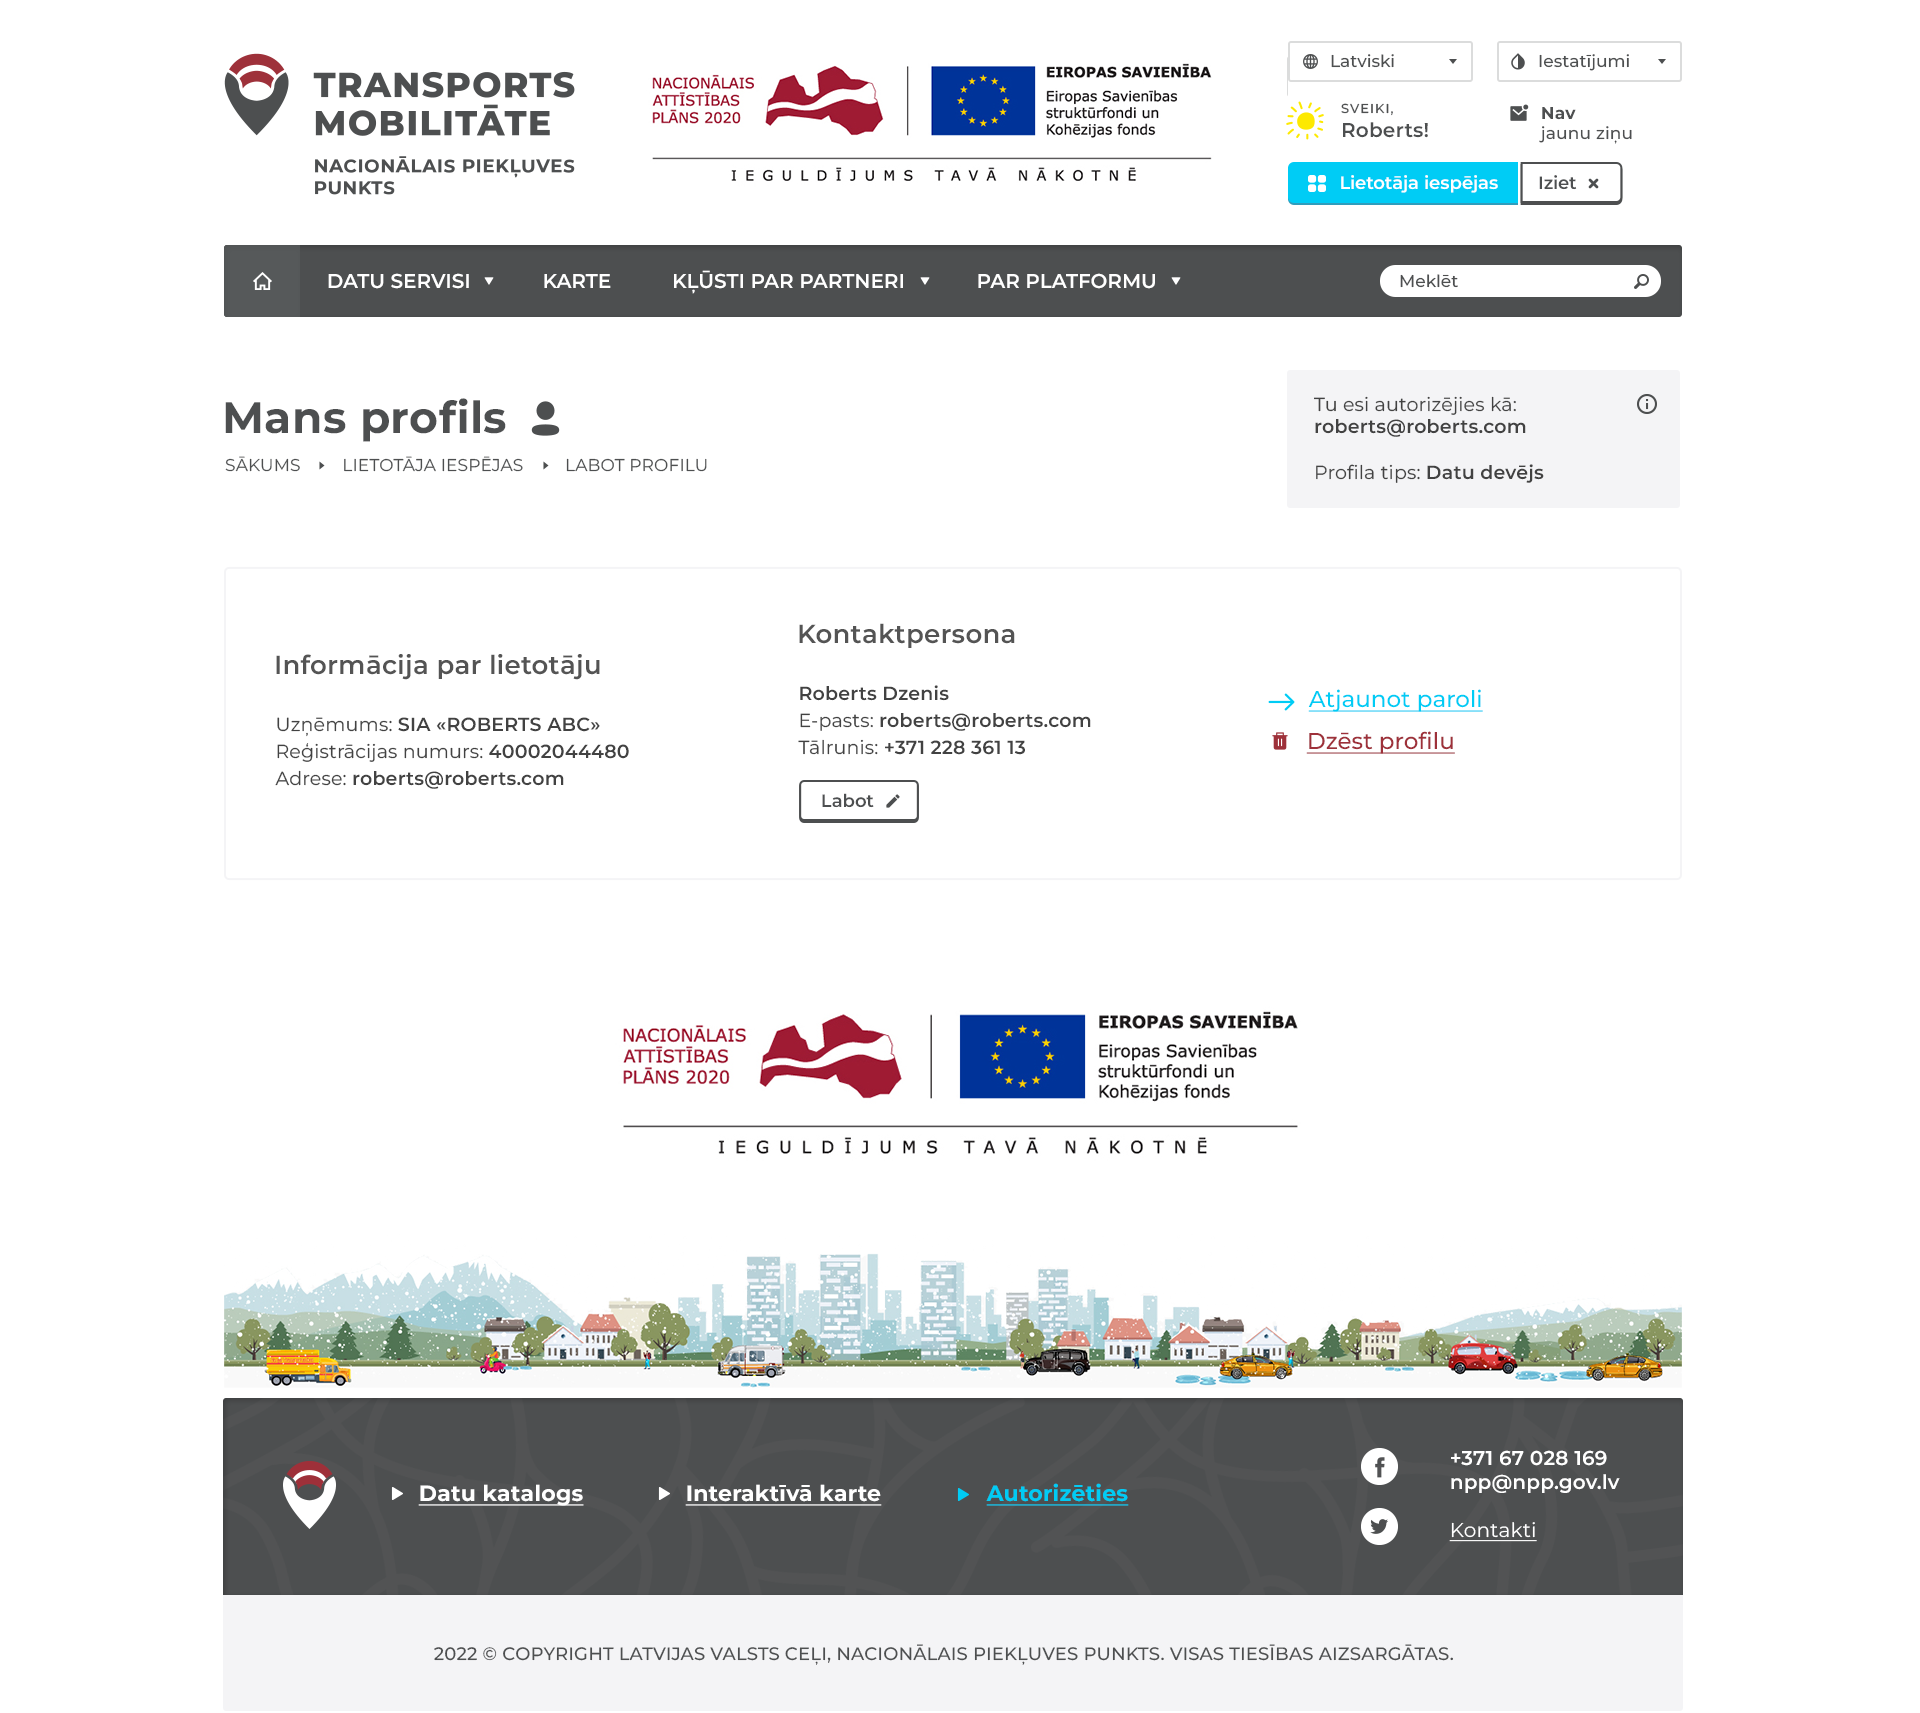 TRANSPORTS
MOBILITĀTE
NACIONĀLAIS PIEKĻUVES
PUNKTS
NACIONĀLAIS
ATTĪSTĪBAS
PLĀNS 2020
EIROPAS SAVIENĪBA
Eiropas Savienības
struktūrfondi un
Kohēzijas fonds
IEGULDĪJUMS TAVĀ NĀKOTNĒ
Latviski
Iestatījumi
SVEIKI,
Roberts!
Nav
jaunu ziņu
Lietotāja iespējas
Iziet
DATU SERVISI
KARTE
KĻŪSTI PAR PARTNERI
PAR PLATFORMU
Meklēt
Mans profils
SĀKUMS
LIETOTĀJA IESPĒJAS
LABOT PROFILU
Tu esi autorizējies kā:
roberts@roberts.com
Profila tips: Datu devējs
Informācija par lietotāju
Uzņēmums: SIA «ROBERTS ABC»
Reģistrācijas numurs: 40002044480
Adrese: roberts@roberts.com
Kontaktpersona
Roberts Dzenis
E-pasts: roberts@roberts.com
Tālrunis: +371 228 361 13
Labot
Atjaunot paroli
Dzēst profilu
NACIONĀLAIS
ATTĪSTĪBAS
PLĀNS 2020
EIROPAS SAVIENĪBA
Eiropas Savienības
struktūrfondi un
Kohēzijas fonds
IEGULDĪJUMS TAVĀ NĀKOTNĒ
Datu katalogs
Interaktīvā karte
Autorizēties
+371 67 028 169
npp@npp.gov.lv
Kontakti
2022 © COPYRIGHT LATVIJAS VALSTS CEĻI, NACIONĀLAIS PIEKĻUVES PUNKTS. VISAS TIESĪBAS AIZSARGĀTAS.